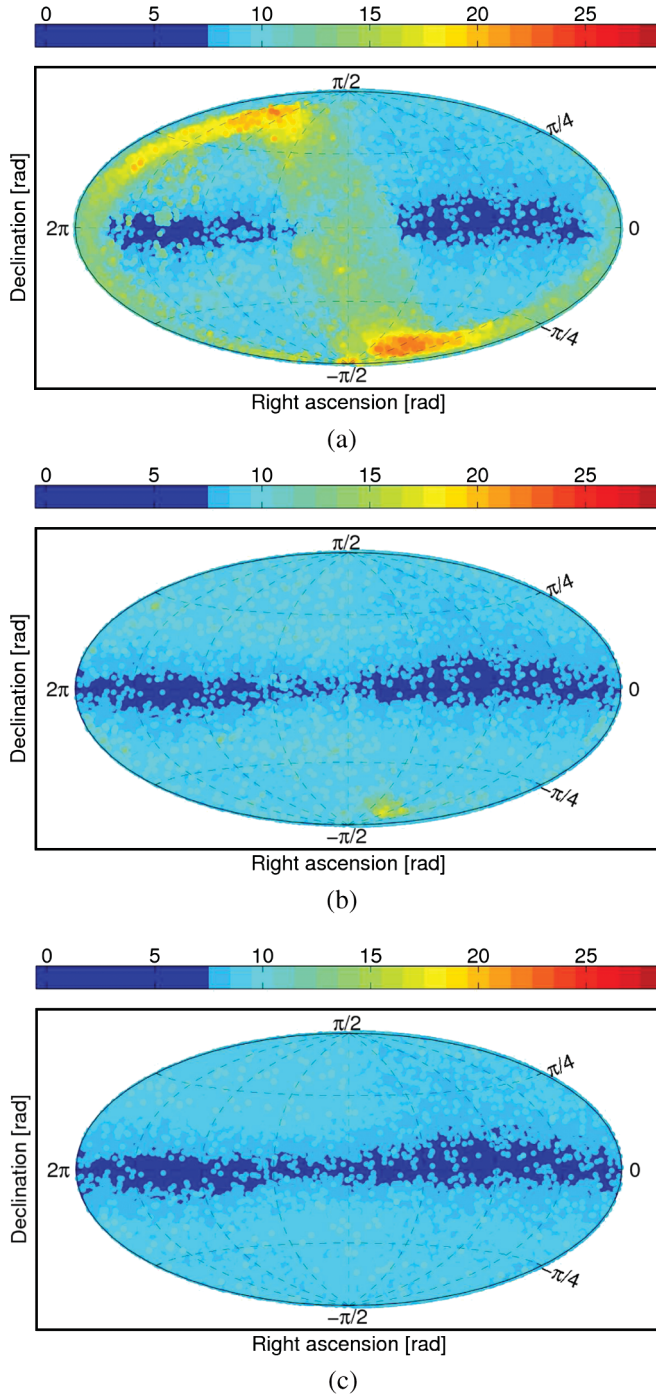 0 5 10 15 20 25
π/2
π/4
Declination [rad]
2π
0
−π/4
−π/2
Right ascension [rad]
(a)
0 5 10 15 20 25
π/2
π/4
Declination [rad]
2π
0
−π/4
−π/2
Right ascension [rad]
(b)
0 5 10 15 20 25
π/2
π/4
Declination [rad]
2π
0
−π/4
−π/2
Right ascension [rad]
(c)